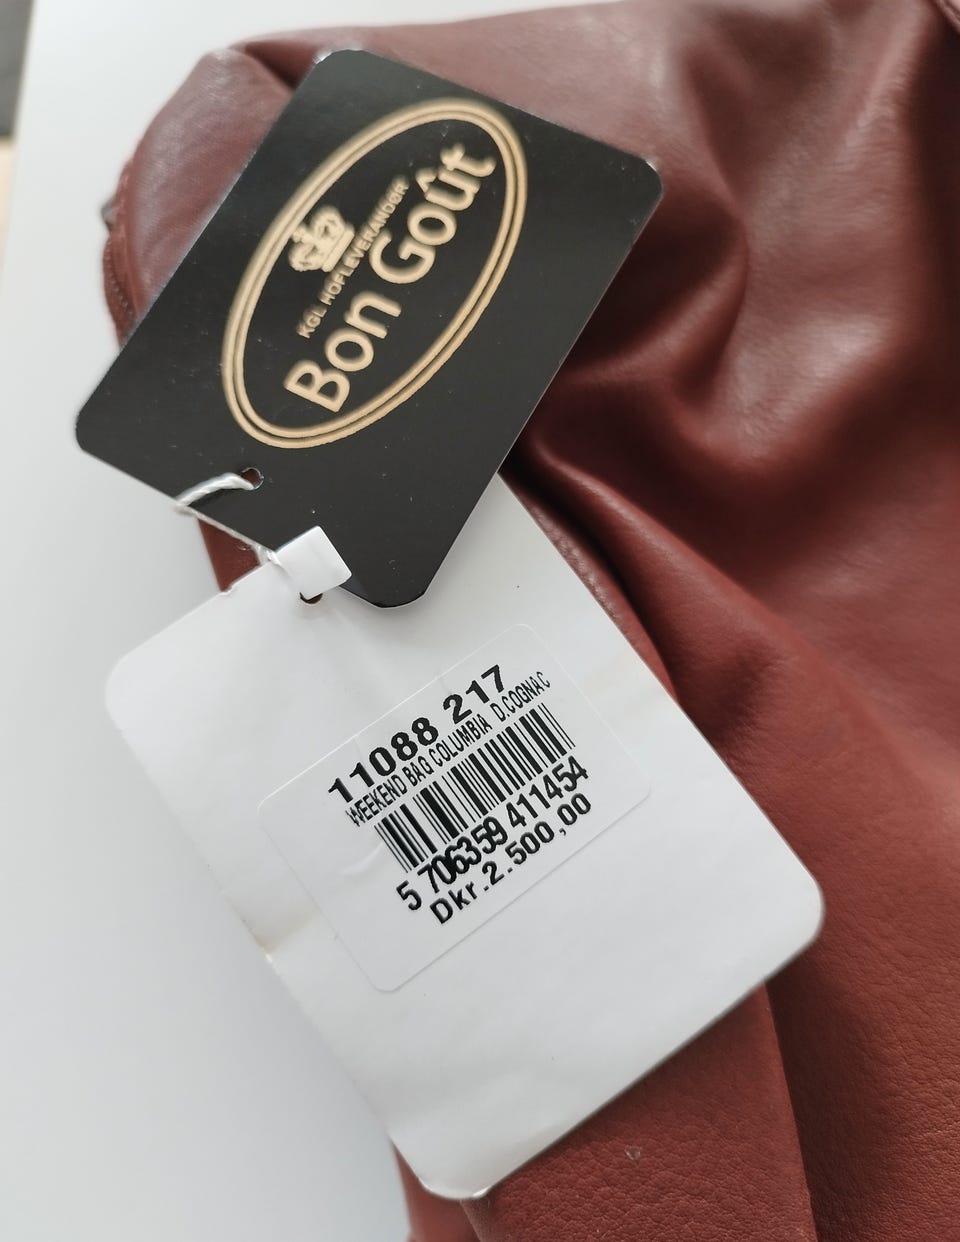 KGL HOFLEVERANDØR
Bon Goût
11088 217
WEEKEND BAG COLUMBIA D.COGNAC
5 706359 411454
Dkr.2.500,00